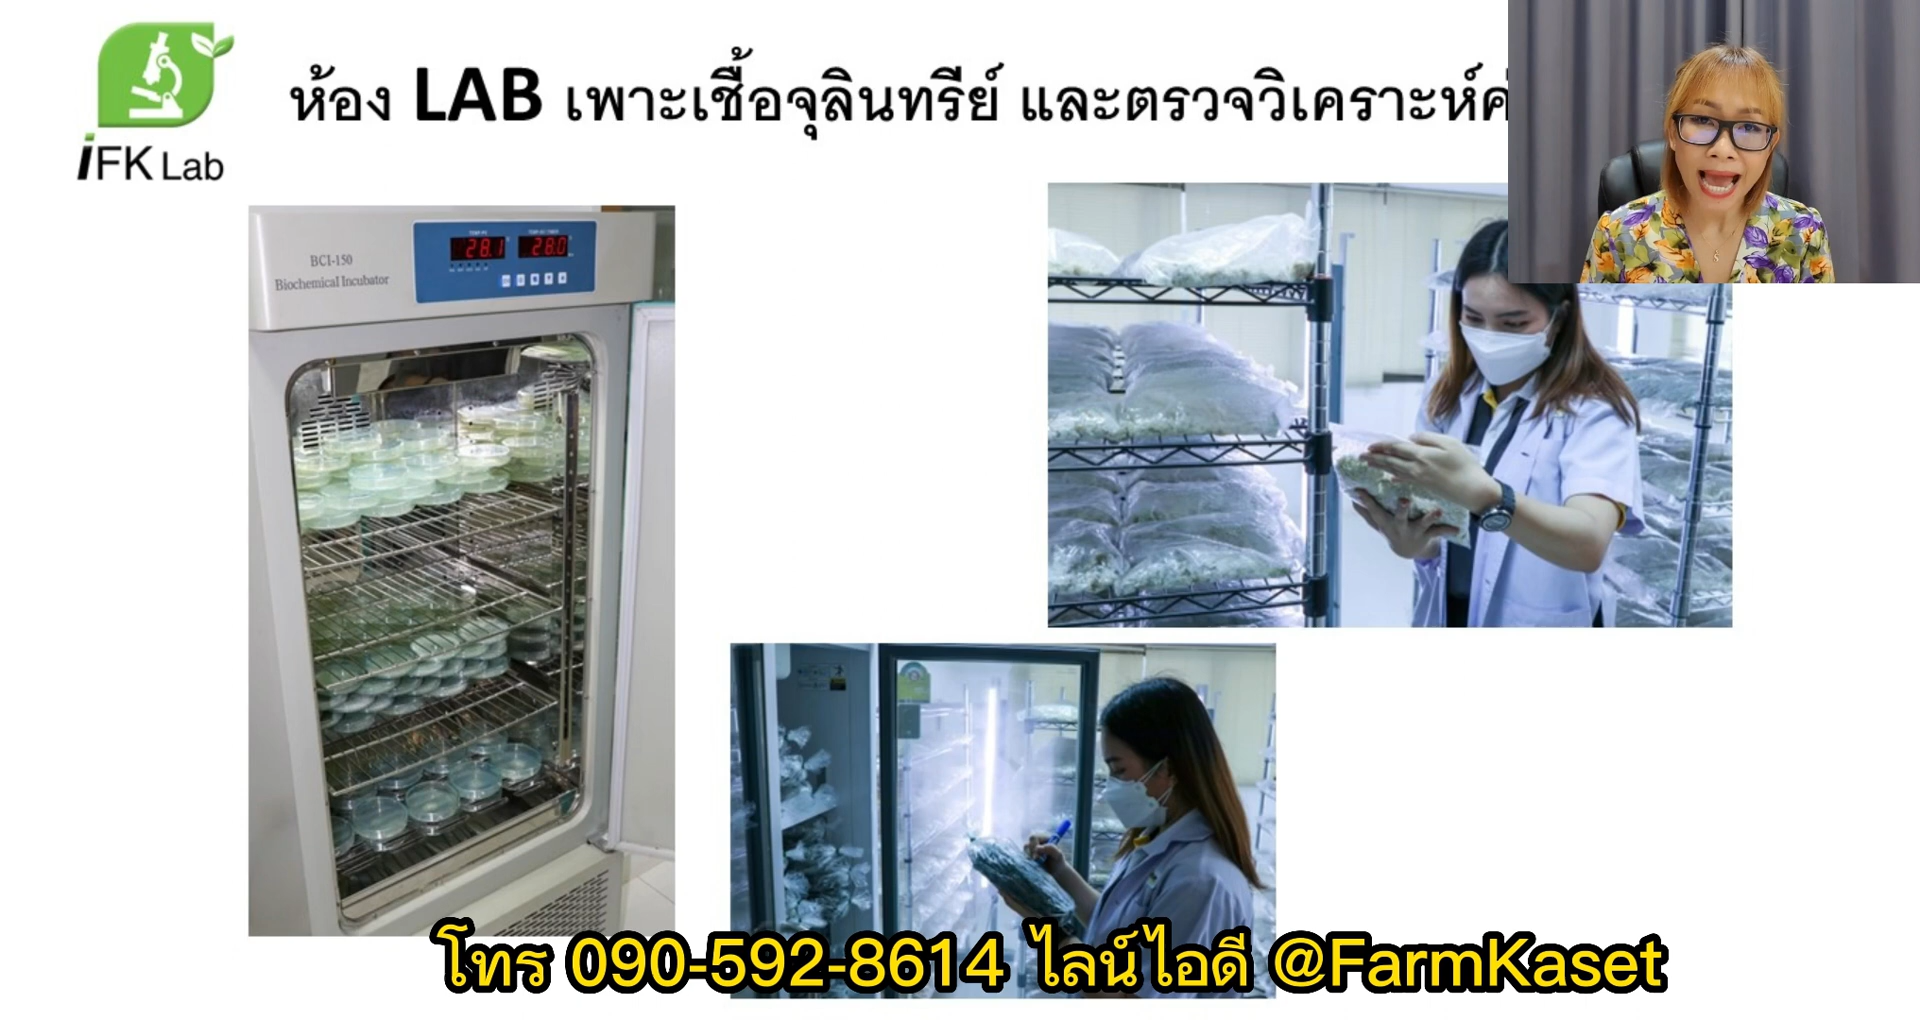 iFK Lab
ห้อง LAB เพาะเชื้อจุลินทรีย์ และตรวจวิเคราะห์
BCI-150
Biochemical Incubator
28.1 28.0
โทร 090-592-8614 ไลน์ไอดี @FarmKaset